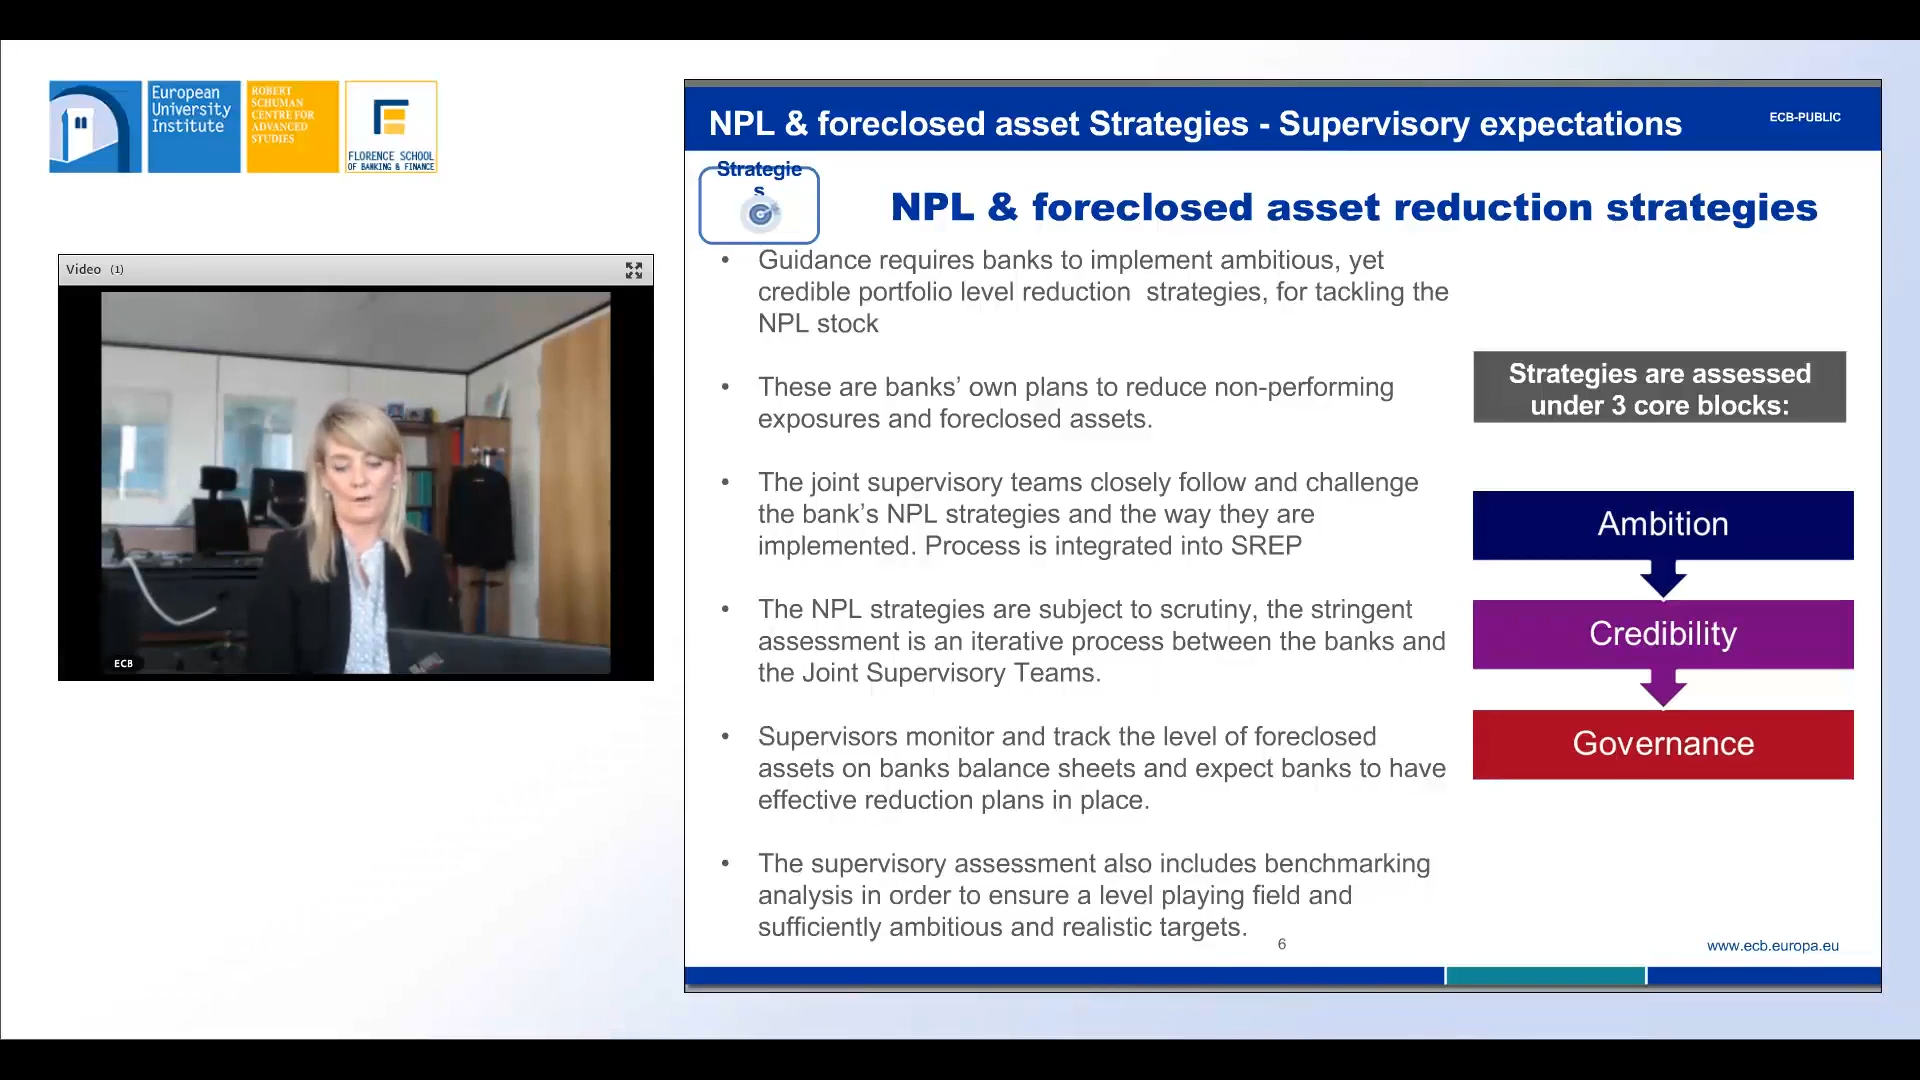 European
University
Institute
ROBERT
SCHUMAN
CENTRE FOR
ADVANCED
STUDIES
FLORENCE SCHOOL
OF BANKING & FINANCE
Video (1)
ECB
NPL & foreclosed asset Strategies - Supervisory expectations
ECB-PUBLIC
Strategie
s
NPL & foreclosed asset reduction strategies
• Guidance requires banks to implement ambitious, yet
credible portfolio level reduction strategies, for tackling the
NPL stock
• These are banks’ own plans to reduce non-performing
exposures and foreclosed assets.
• The joint supervisory teams closely follow and challenge
the bank’s NPL strategies and the way they are
implemented. Process is integrated into SREP
• The NPL strategies are subject to scrutiny, the stringent
assessment is an iterative process between the banks and
the Joint Supervisory Teams.
• Supervisors monitor and track the level of foreclosed
assets on banks balance sheets and expect banks to have
effective reduction plans in place.
• The supervisory assessment also includes benchmarking
analysis in order to ensure a level playing field and
sufficiently ambitious and realistic targets.
Strategies are assessed
under 3 core blocks:
Ambition
Credibility
Governance
6
www.ecb.europa.eu